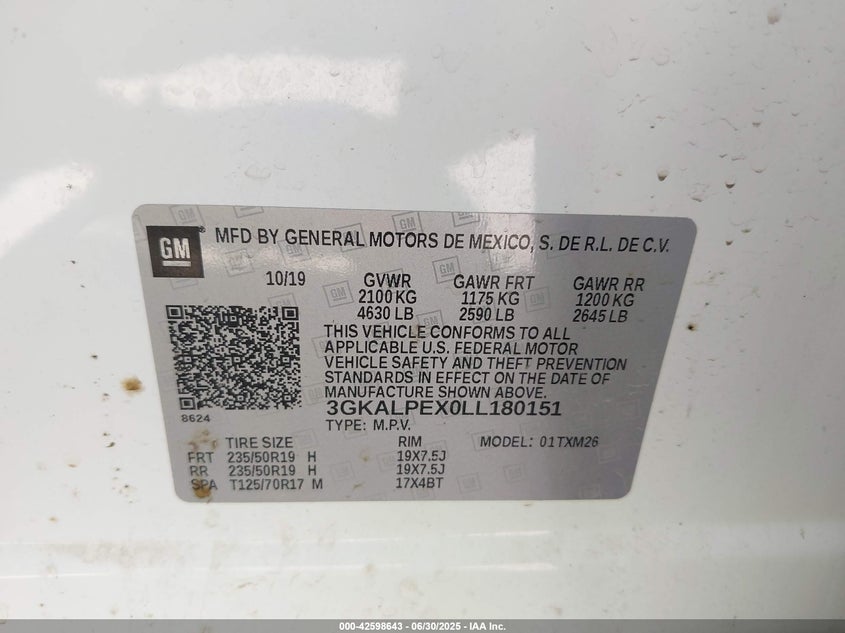 GM MFD BY GENERAL MOTORS DE MEXICO, S. DE R.L. DE C.V.
10/19 GVWR GAWR FRT GAWR RR
2100 KG 1175 KG 1200 KG
4630 LB 2590 LB 2645 LB
THIS VEHICLE CONFORMS TO ALL
APPLICABLE U.S. FEDERAL MOTOR
VEHICLE SAFETY AND THEFT PREVENTION
STANDARDS IN EFFECT ON THE DATE OF
MANUFACTURE SHOWN ABOVE.
8624 3GKALPEX0LL180151
TYPE: M.P.V.
TIRE SIZE RIM MODEL: 01TXM26
FRT 235/50R19 H 19X7.5J
RR 235/50R19 H 19X7.5J
SPA T125/70R17 M 17X4BT
000-42598643 / 06/30/2025 - IAA Inc.